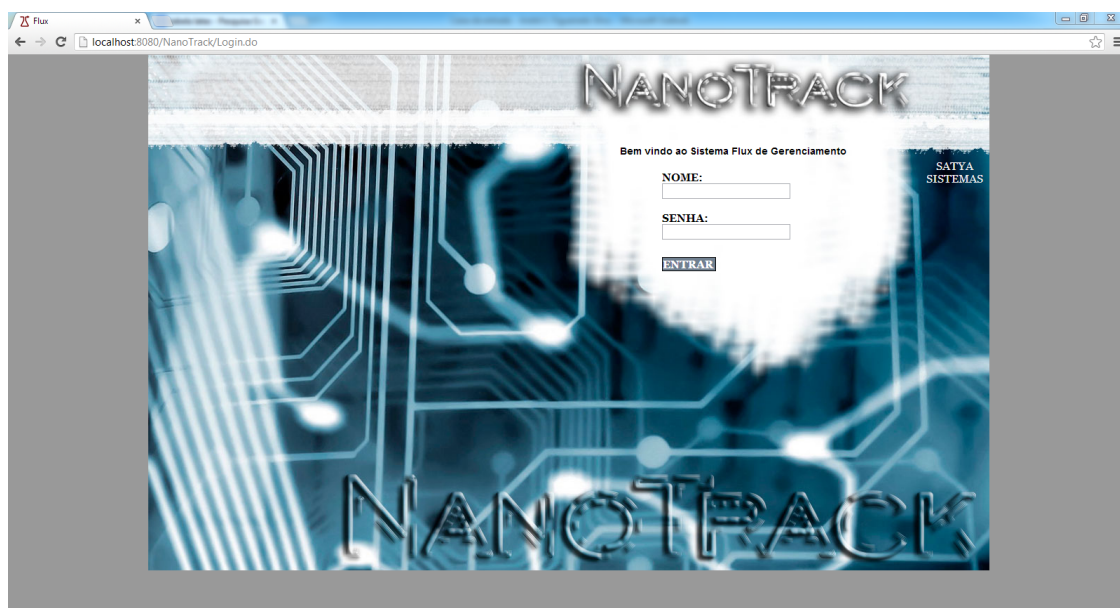 Flux
localhost:8080/NanoTrack/Login.do
NANOTRACK
Bem vindo ao Sistema Flux de Gerenciamento
SATYA
SISTEMAS
NOME:
SENHA:
ENTRAR
NANOTRACK